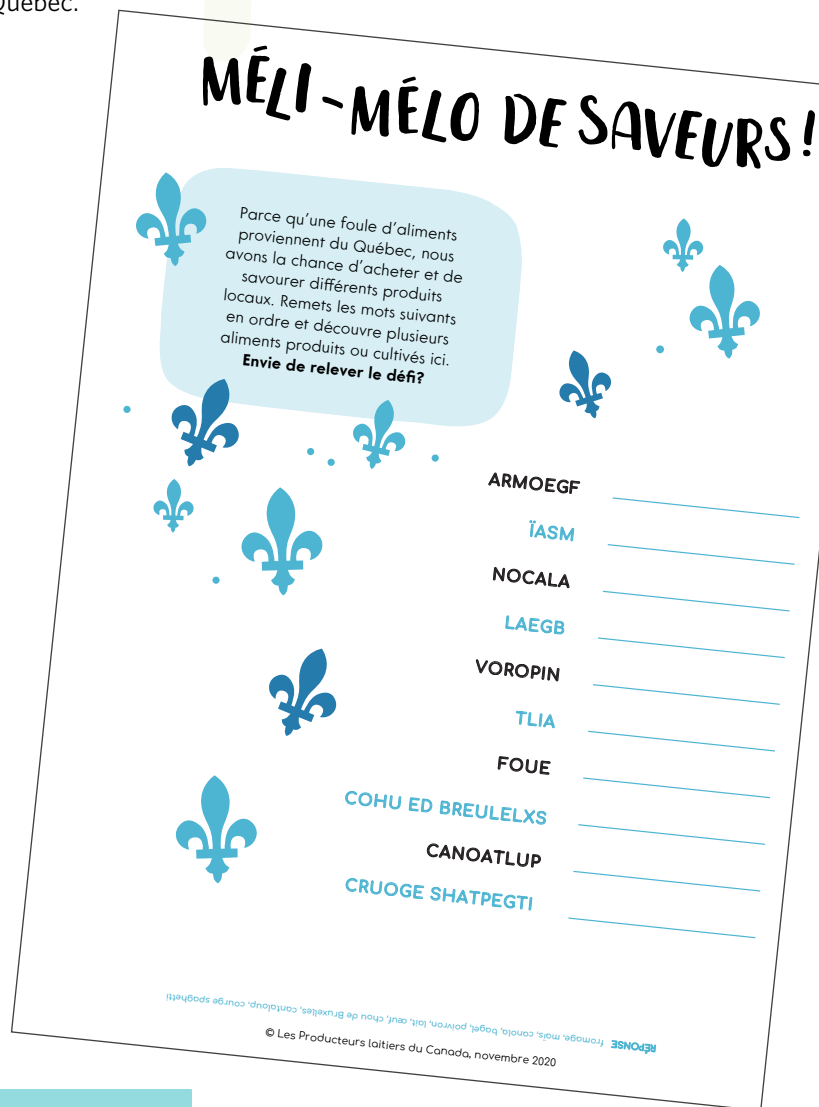 Québec.
MÉLI-MÉLO DE SAVEURS !
Parce qu'une foule d'aliments
proviennent du Québec, nous
avons la chance d'acheter et de
savourer différents produits
locaux. Remets les mots suivants
en ordre et découvre plusieurs
aliments produits ou cultivés ici.
Envie de relever le défi?
ARMOEGF
ÏASM
NOCALA
LAEGB
VOROPIN
TLIA
FOUE
COHU ED BREULELXS
CANOATLUP
CRUOGE SHATPEGTI
RÉPONSE fromage, maïs, canola, bagel, poivron, lait, œuf, chou de Bruxelles, cantaloup, courge spaghetti
© Les Producteurs laitiers du Canada, novembre 2020